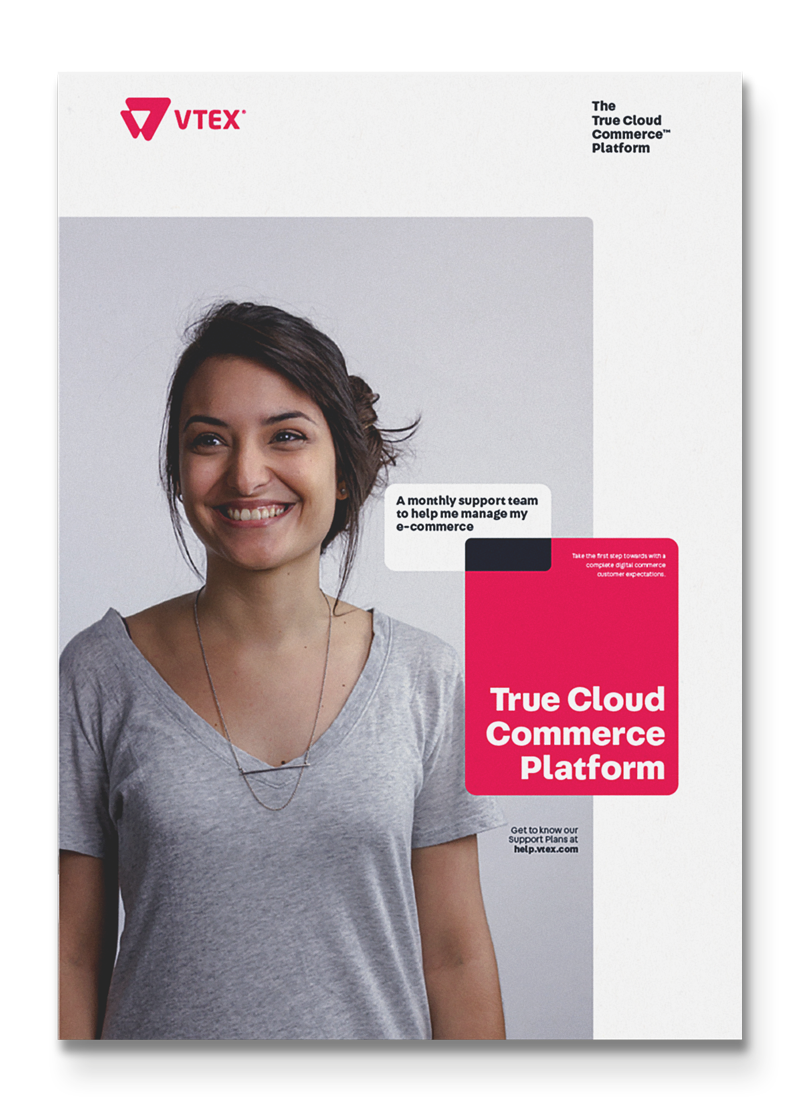 VTEX
The
True Cloud
Commerce™
Platform
A monthly support team
to help me manage my
e-commerce
Take the first step towards with a
complete digital commerce
customer expectations.
True Cloud
Commerce
Platform
Get to know our
Support Plans at
help.vtex.com